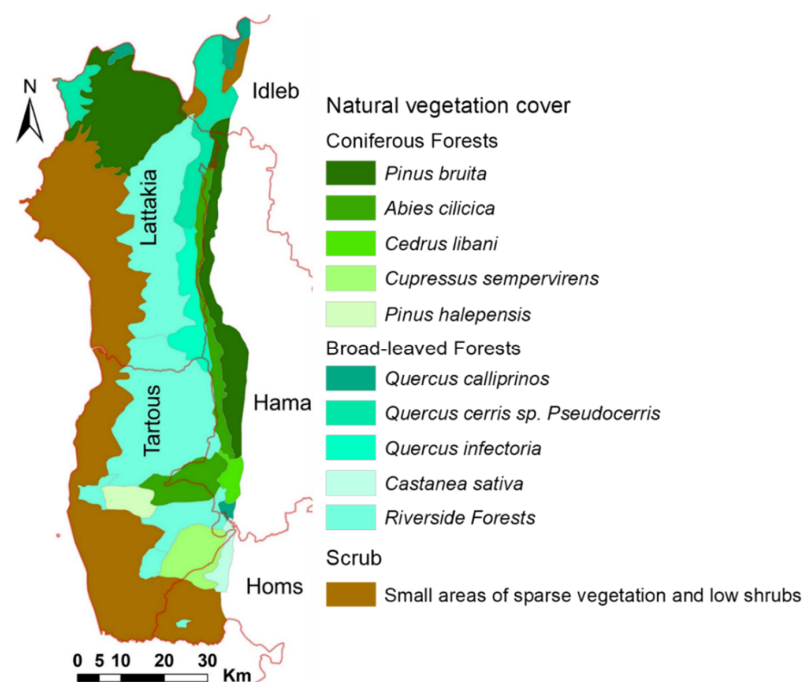 N
Idleb
Lattakia
Tartous
Hama
Homs
0 5 10 20 30
Km
Natural vegetation cover
Coniferous Forests
Pinus bruita
Abies cilicica
Cedrus libani
Cupressus sempervirens
Pinus halepensis
Broad-leaved Forests
Quercus calliprinos
Quercus cerris sp. Pseudocerris
Quercus infectoria
Castanea sativa
Riverside Forests
Scrub
Small areas of sparse vegetation and low shrubs